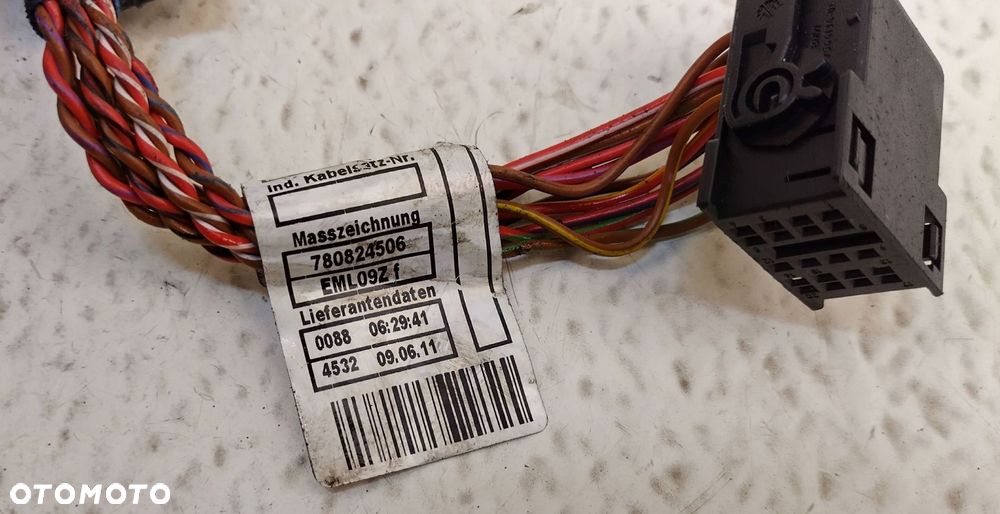 Ind. Kabelsatz-Nr.
Masszeichnung
780824506
EML09Z f
Lieferantendaten
0088 06:29:41
4532 09.06.11
OTOMOTO